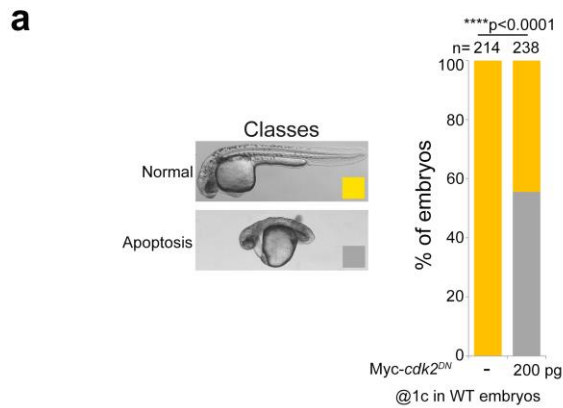 a
****p<0.0001
n= 214 238
Classes
Normal
Apoptosis
% of embryos
100
80
60
40
20
0
Myc-cdk2ᴰᴺ - 200 pg
@1c in WT embryos